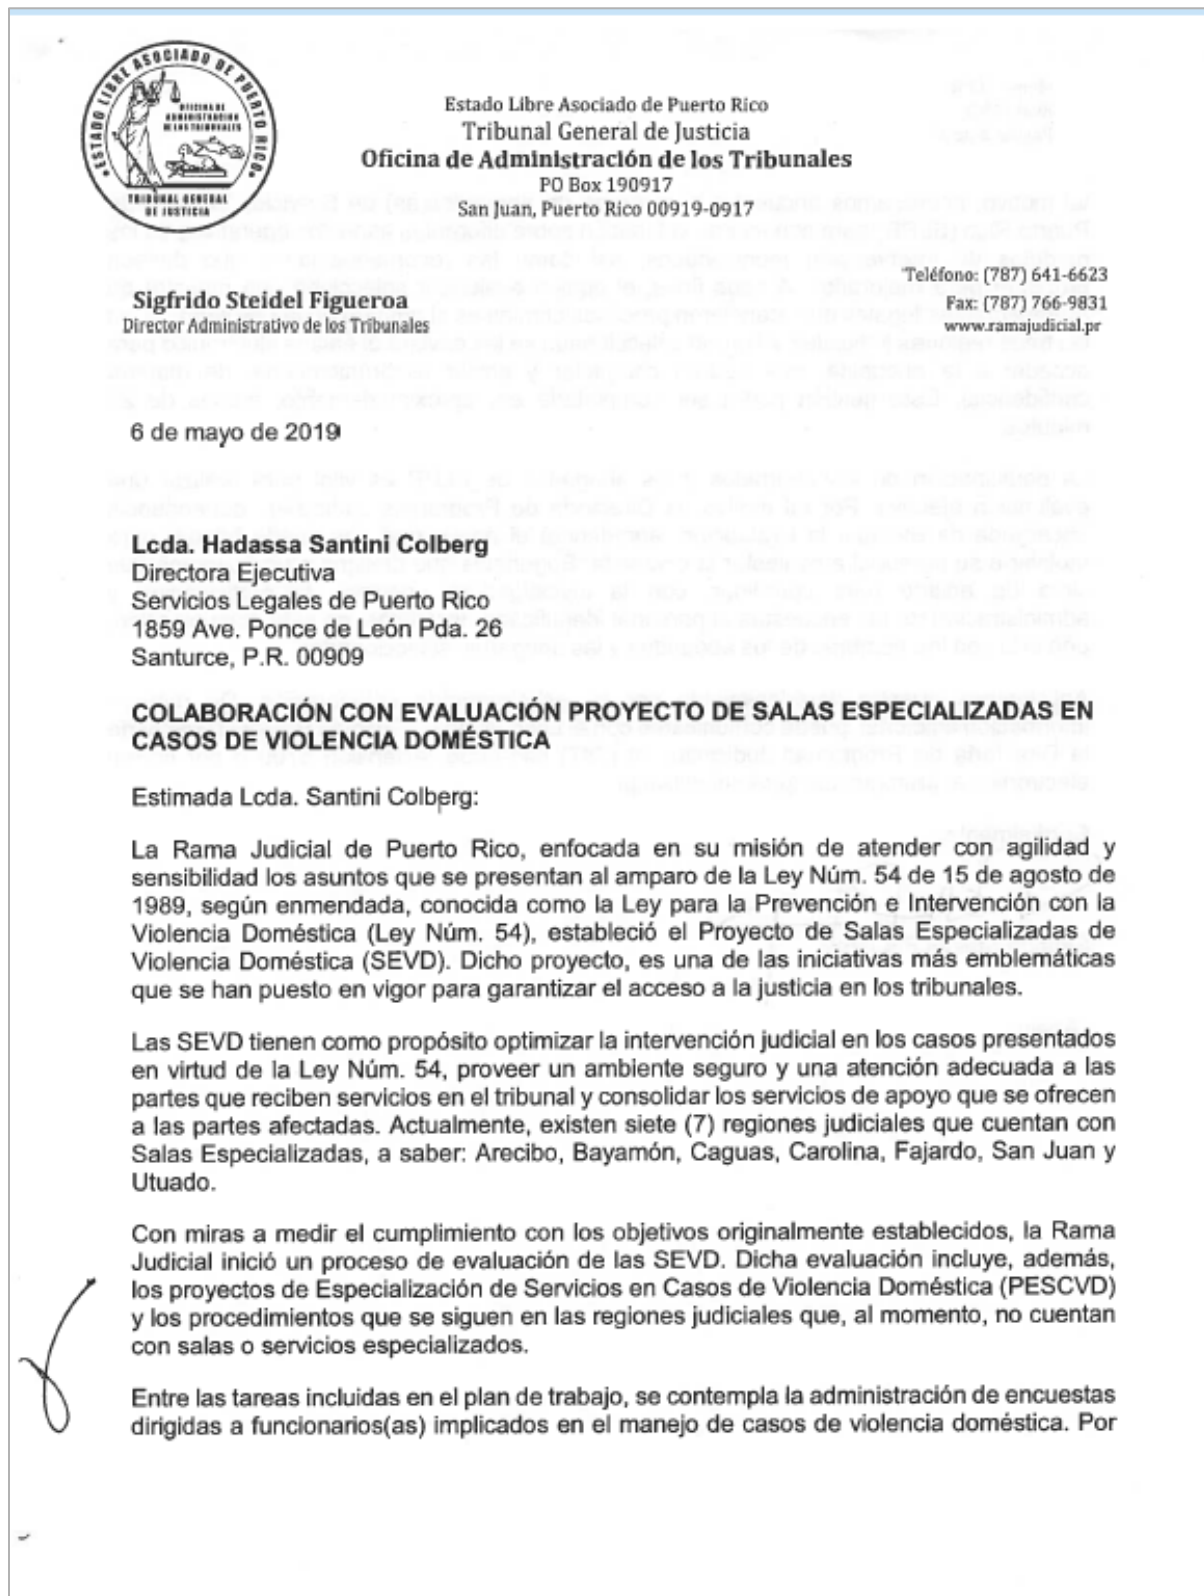 ESTADO LIBRE ASOCIADO DE PUERTO RICO
OFICINA DE
ADMINISTRACION
DE LOS TRIBUNALES
TRIBUNAL GENERAL
DE JUSTICIA
Estado Libre Asociado de Puerto Rico
Tribunal General de Justicia
Oficina de Administración de los Tribunales
PO Box 190917
San Juan, Puerto Rico 00919-0917
Teléfono: (787) 641-6623
Fax: (787) 766-9831
www.ramajudicial.pr
Sigfrido Steidel Figueroa
Director Administrativo de los Tribunales
6 de mayo de 2019
Lcda. Hadassa Santini Colberg
Directora Ejecutiva
Servicios Legales de Puerto Rico
1859 Ave. Ponce de León Pda. 26
Santurce, P.R. 00909
COLABORACIÓN CON EVALUACIÓN PROYECTO DE SALAS ESPECIALIZADAS EN
CASOS DE VIOLENCIA DOMÉSTICA
Estimada Lcda. Santini Colberg:
La Rama Judicial de Puerto Rico, enfocada en su misión de atender con agilidad y
sensibilidad los asuntos que se presentan al amparo de la Ley Núm. 54 de 15 de agosto de
1989, según enmendada, conocida como la Ley para la Prevención e Intervención con la
Violencia Doméstica (Ley Núm. 54), estableció el Proyecto de Salas Especializadas de
Violencia Doméstica (SEVD). Dicho proyecto, es una de las iniciativas más emblemáticas
que se han puesto en vigor para garantizar el acceso a la justicia en los tribunales.
Las SEVD tienen como propósito optimizar la intervención judicial en los casos presentados
en virtud de la Ley Núm. 54, proveer un ambiente seguro y una atención adecuada a las
partes que reciben servicios en el tribunal y consolidar los servicios de apoyo que se ofrecen
a las partes afectadas. Actualmente, existen siete (7) regiones judiciales que cuentan con
Salas Especializadas, a saber: Arecibo, Bayamón, Caguas, Carolina, Fajardo, San Juan y
Utuado.
Con miras a medir el cumplimiento con los objetivos originalmente establecidos, la Rama
Judicial inició un proceso de evaluación de las SEVD. Dicha evaluación incluye, además,
los proyectos de Especialización de Servicios en Casos de Violencia Doméstica (PESCVD)
y los procedimientos que se siguen en las regiones judiciales que, al momento, no cuentan
con salas o servicios especializados.
Entre las tareas incluidas en el plan de trabajo, se contempla la administración de encuestas
dirigidas a funcionarios(as) implicados en el manejo de casos de violencia doméstica. Por